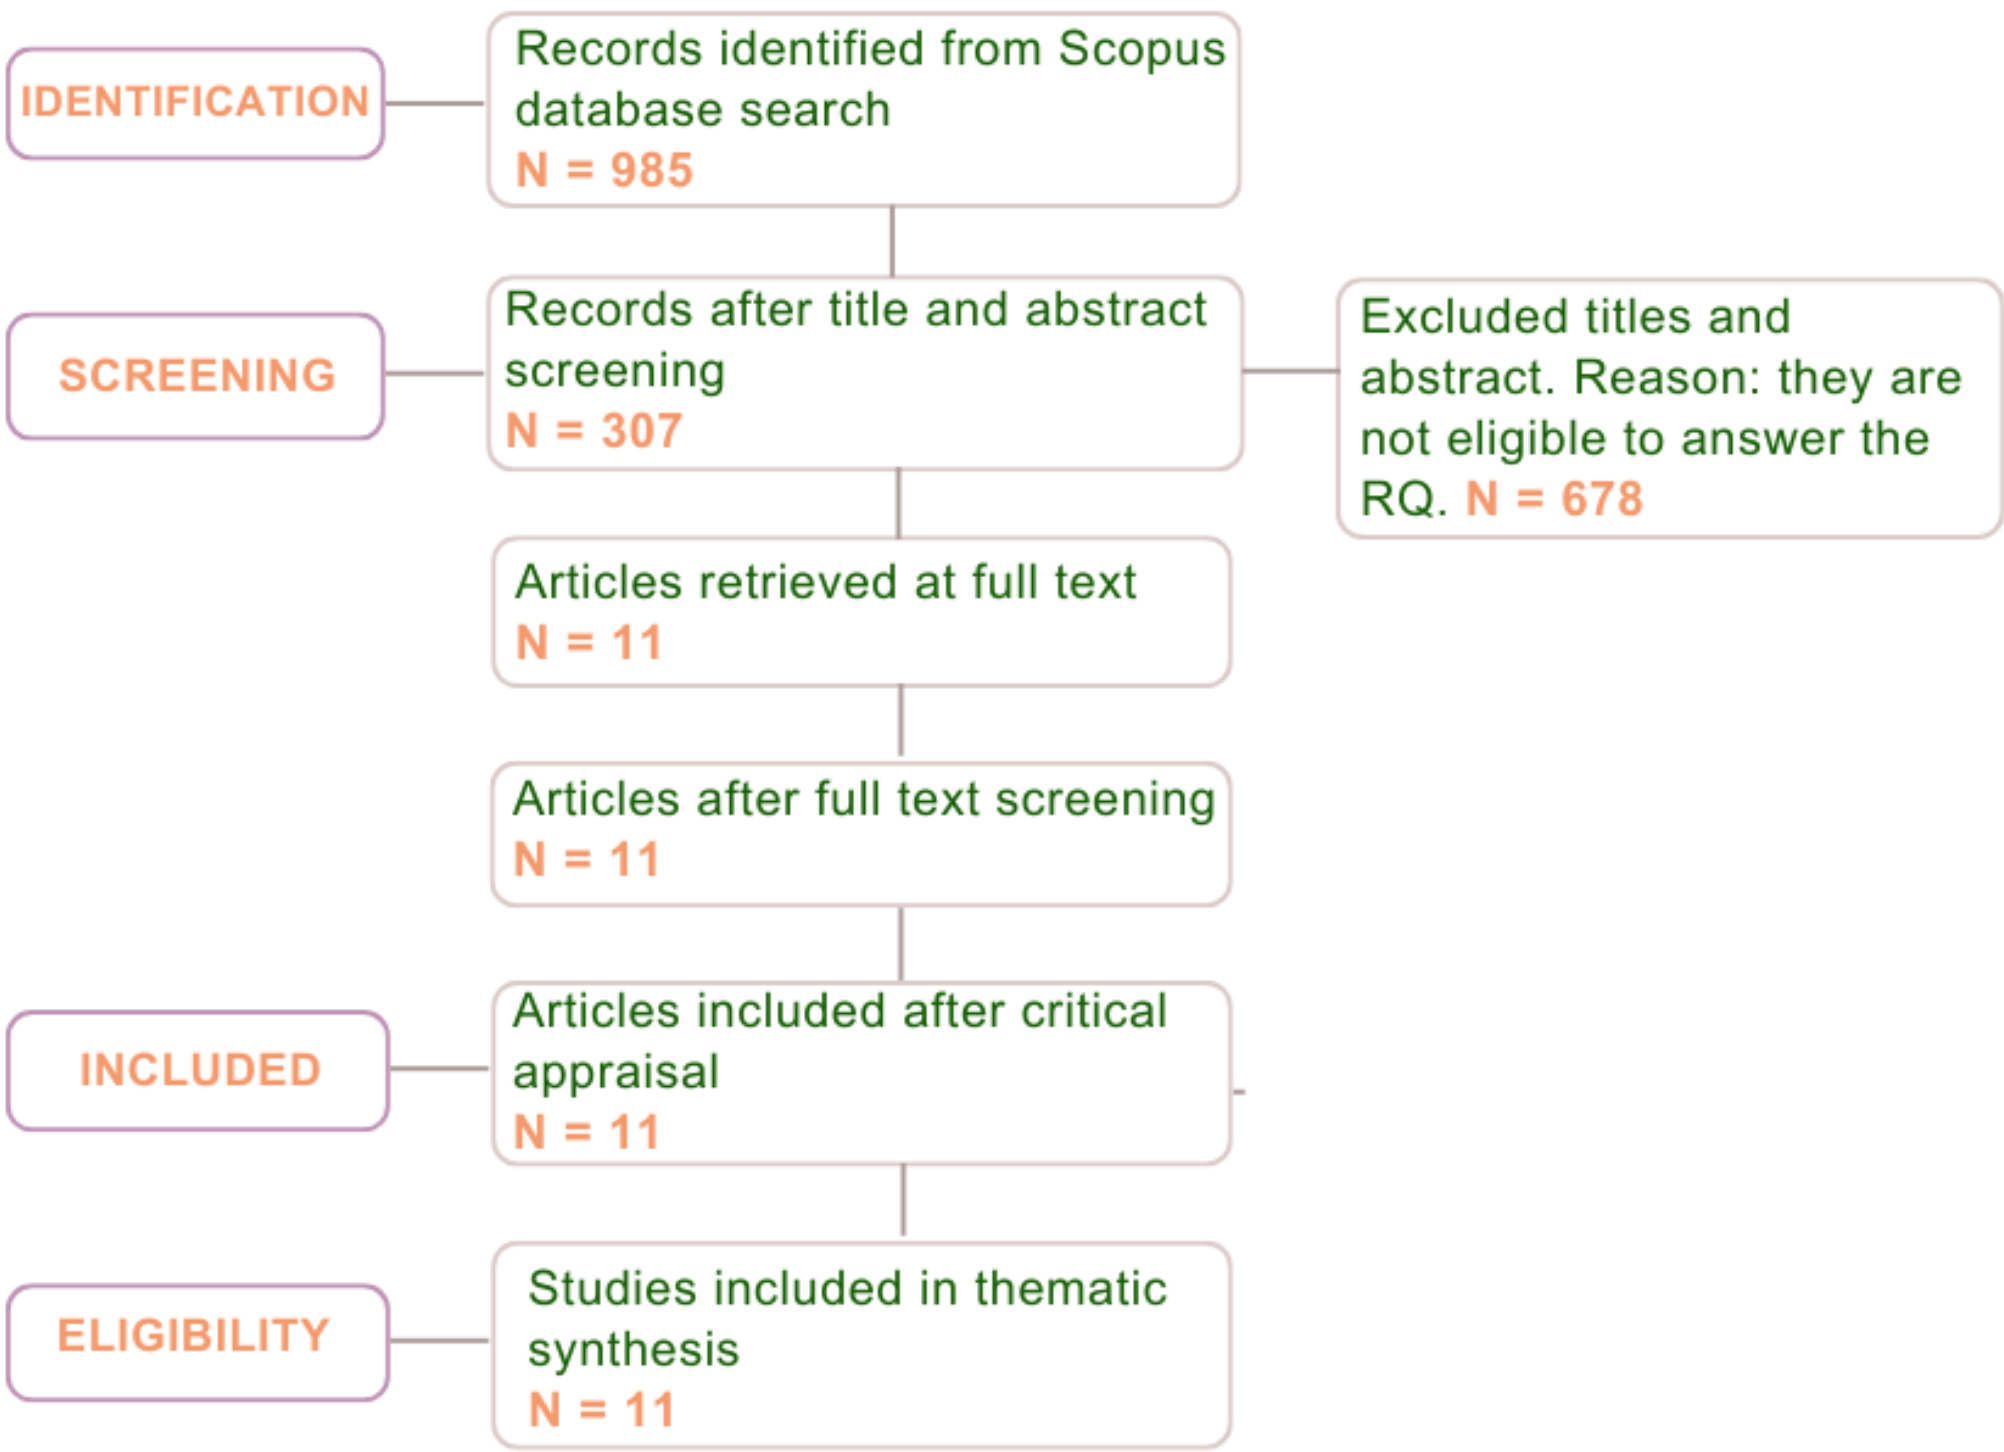 IDENTIFICATION
Records identified from Scopus
database search
N = 985
SCREENING
Records after title and abstract
screening
N = 307
Excluded titles and
abstract. Reason: they are
not eligible to answer the
RQ. N = 678
Articles retrieved at full text
N = 11
Articles after full text screening
N = 11
INCLUDED
Articles included after critical
appraisal
N = 11
ELIGIBILITY
Studies included in thematic
synthesis
N = 11